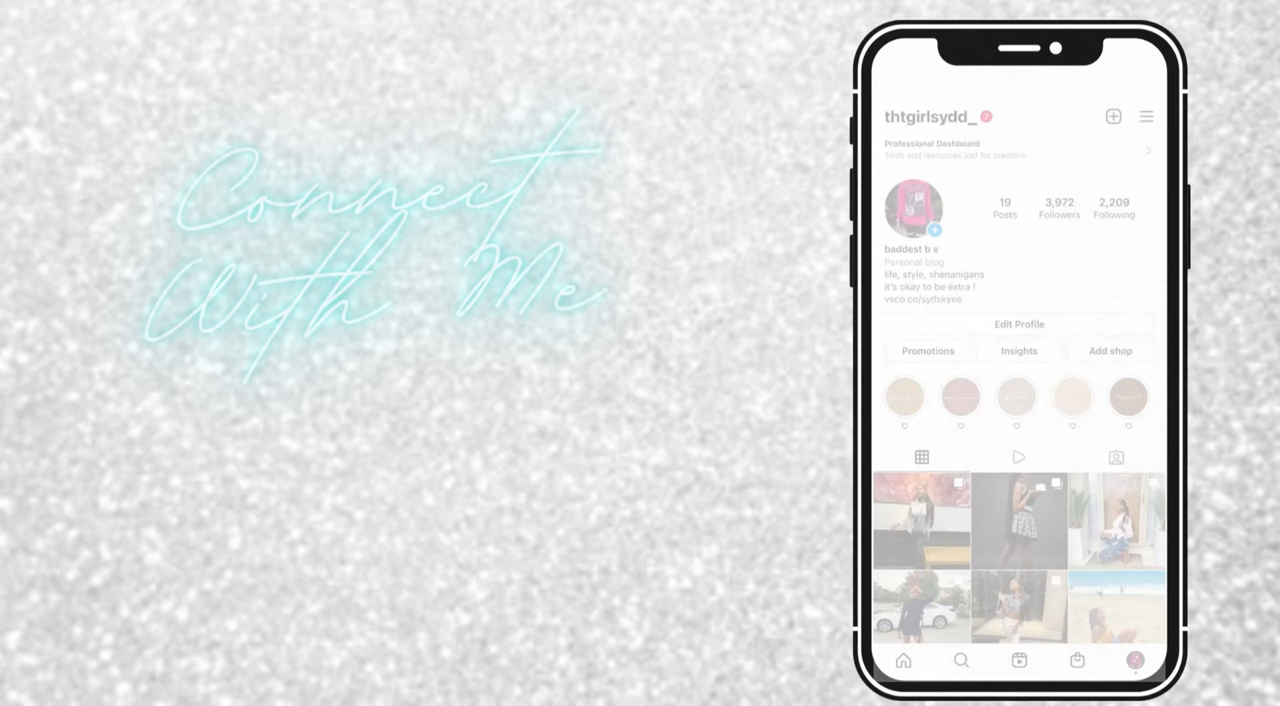 Connect
With Me
thtgirlsydd_
Professional Dashboard
Tools and resources just for creators.
19 3,972 2,209
Posts Followers Following
baddest b
Personal blog
life, style, shenanigans
it's okay to be extra !
vsco.co/sydskyee
Edit Profile
Promotions Insights Add shop